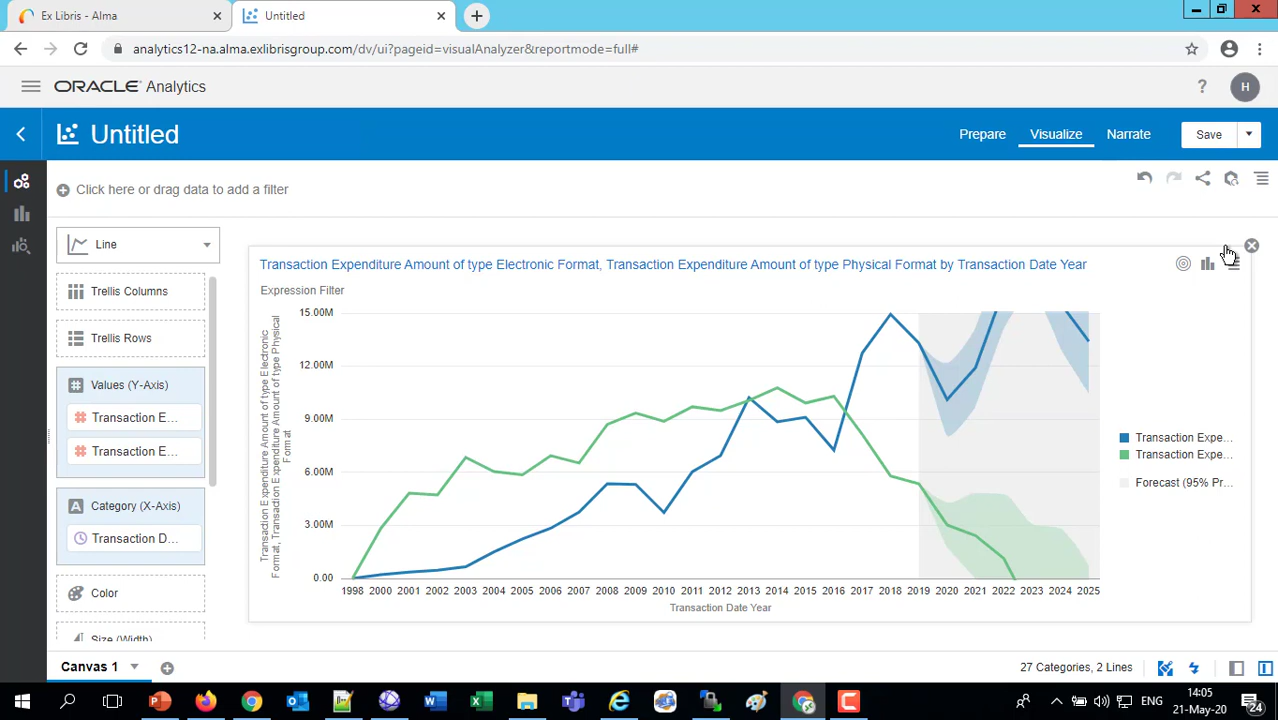 Ex Libris - Alma
Untitled
analytics12-na.alma.exlibrisgroup.com/dv/ui?pageid=visualAnalyzer&reportmode=full#
ORACLE Analytics
?
H
Untitled
Prepare
Visualize
Narrate
Save
Click here or drag data to add a filter
Line
Trellis Columns
Trellis Rows
Values (Y-Axis)
Transaction E...
Transaction E...
Category (X-Axis)
Transaction D...
Color
Size (Width)
Transaction Expenditure Amount of type Electronic Format, Transaction Expenditure Amount of type Physical Format by Transaction Date Year
Expression Filter
Transaction Expenditure Amount of type Electronic
Format, Transaction Expenditure Amount of type Physical
Format
15.00M
12.00M
9.00M
6.00M
3.00M
0.00
1998 2000 2001 2002 2003 2004 2005 2006 2007 2008 2009 2010 2011 2012 2013 2014 2015 2016 2017 2018 2019 2020 2021 2022 2023 2024 2025
Transaction Date Year
Transaction Expe...
Transaction Expe...
Forecast (95% Pr...
Canvas 1
27 Categories, 2 Lines
ENG
14:05
21-May-20
24